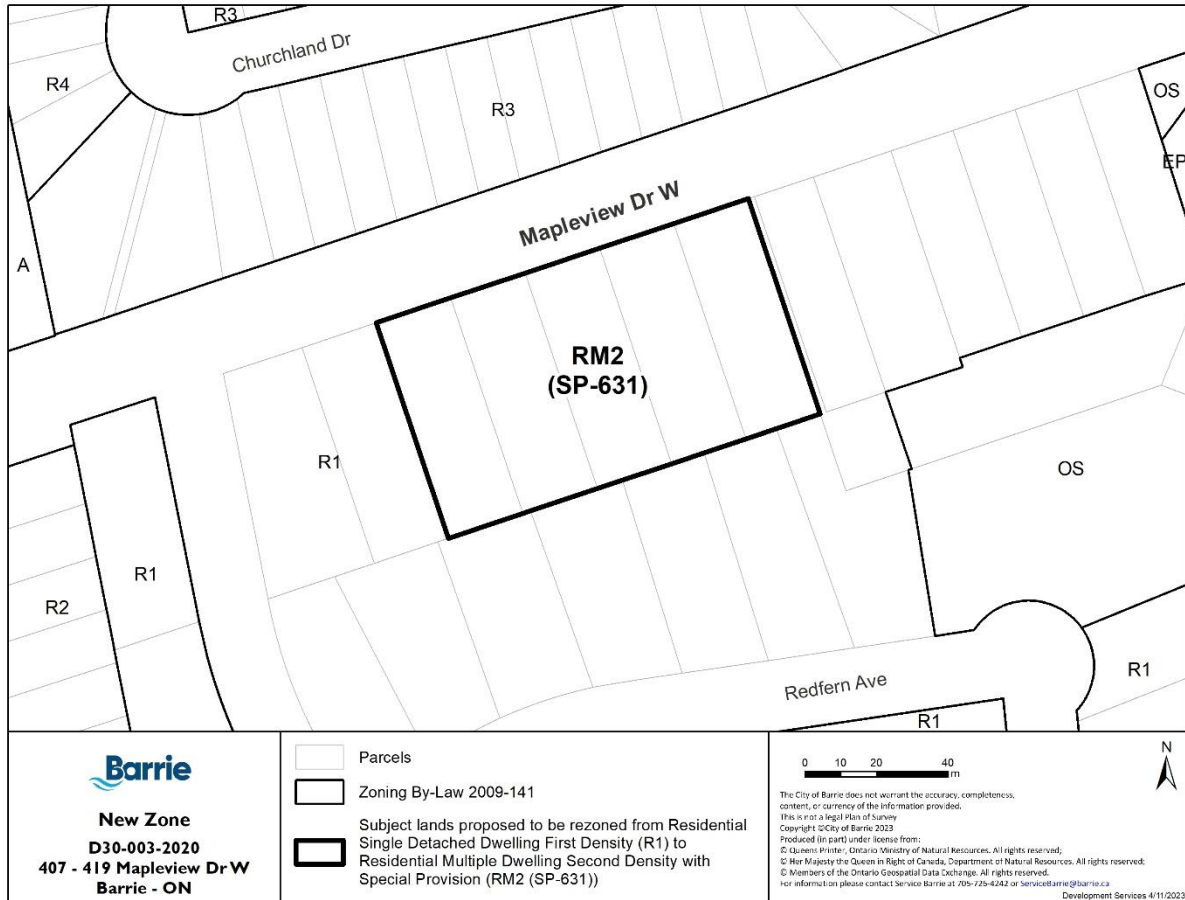 R3
Churchland Dr
R4
R3
OS
EP
Mapleview Dr W
A
RM2
(SP-631)
R1
OS
R1
R2
Redfern Ave
R1
R1
Barrie
New Zone
D30-003-2020
407 - 419 Mapleview Dr W
Barrie - ON
Parcels
Zoning By-Law 2009-141
Subject lands proposed to be rezoned from Residential
Single Detached Dwelling First Density (R1) to
Residential Multiple Dwelling Second Density with
Special Provision (RM2 (SP-631))
0 10 20 40
m
N
The City of Barrie does not warrant the accuracy, completeness,
content, or currency of the information provided.
This is not a legal Plan of Survey
Copyright ©City of Barrie 2023
Produced (in part) under license from:
© Queens Printer, Ontario Ministry of Natural Resources. All rights reserved;
© Her Majesty the Queen in Right of Canada, Department of Natural Resources. All rights reserved;
© Members of the Ontario Geospatial Data Exchange. All rights reserved;
For information please contact Service Barrie at 705-726-4242 or ServiceBarrie@barrie.ca
Development Services 4/11/2023